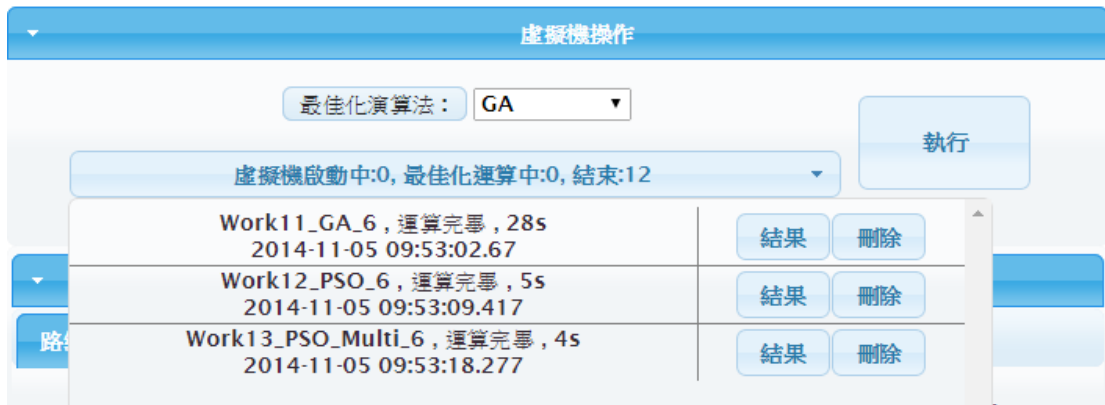 虛擬機操作
最佳化演算法： GA
執行
虛擬機啟動中:0, 最佳化運算中:0, 結束:12
Work11_GA_6 , 運算完畢 , 28s
2014-11-05 09:53:02.67
結果 刪除
Work12_PSO_6 , 運算完畢 , 5s
2014-11-05 09:53:09.417
結果 刪除
Work13_PSO_Multi_6 , 運算完畢 , 4s
2014-11-05 09:53:18.277
結果 刪除
路